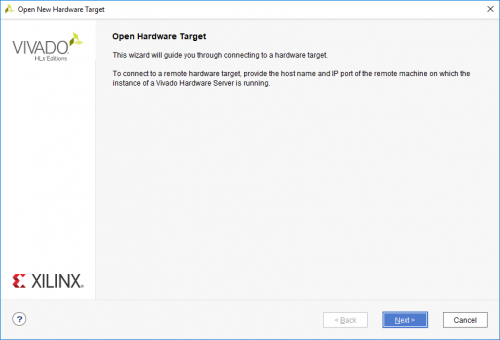 Open New Hardware Target
VIVADO
HLx Editions
Open Hardware Target
This wizard will guide you through connecting to a hardware target.
To connect to a remote hardware target, provide the host name and IP port of the remote machine on which the
instance of a Vivado Hardware Server is running.
XILINX
?
< Back
Next >
Cancel